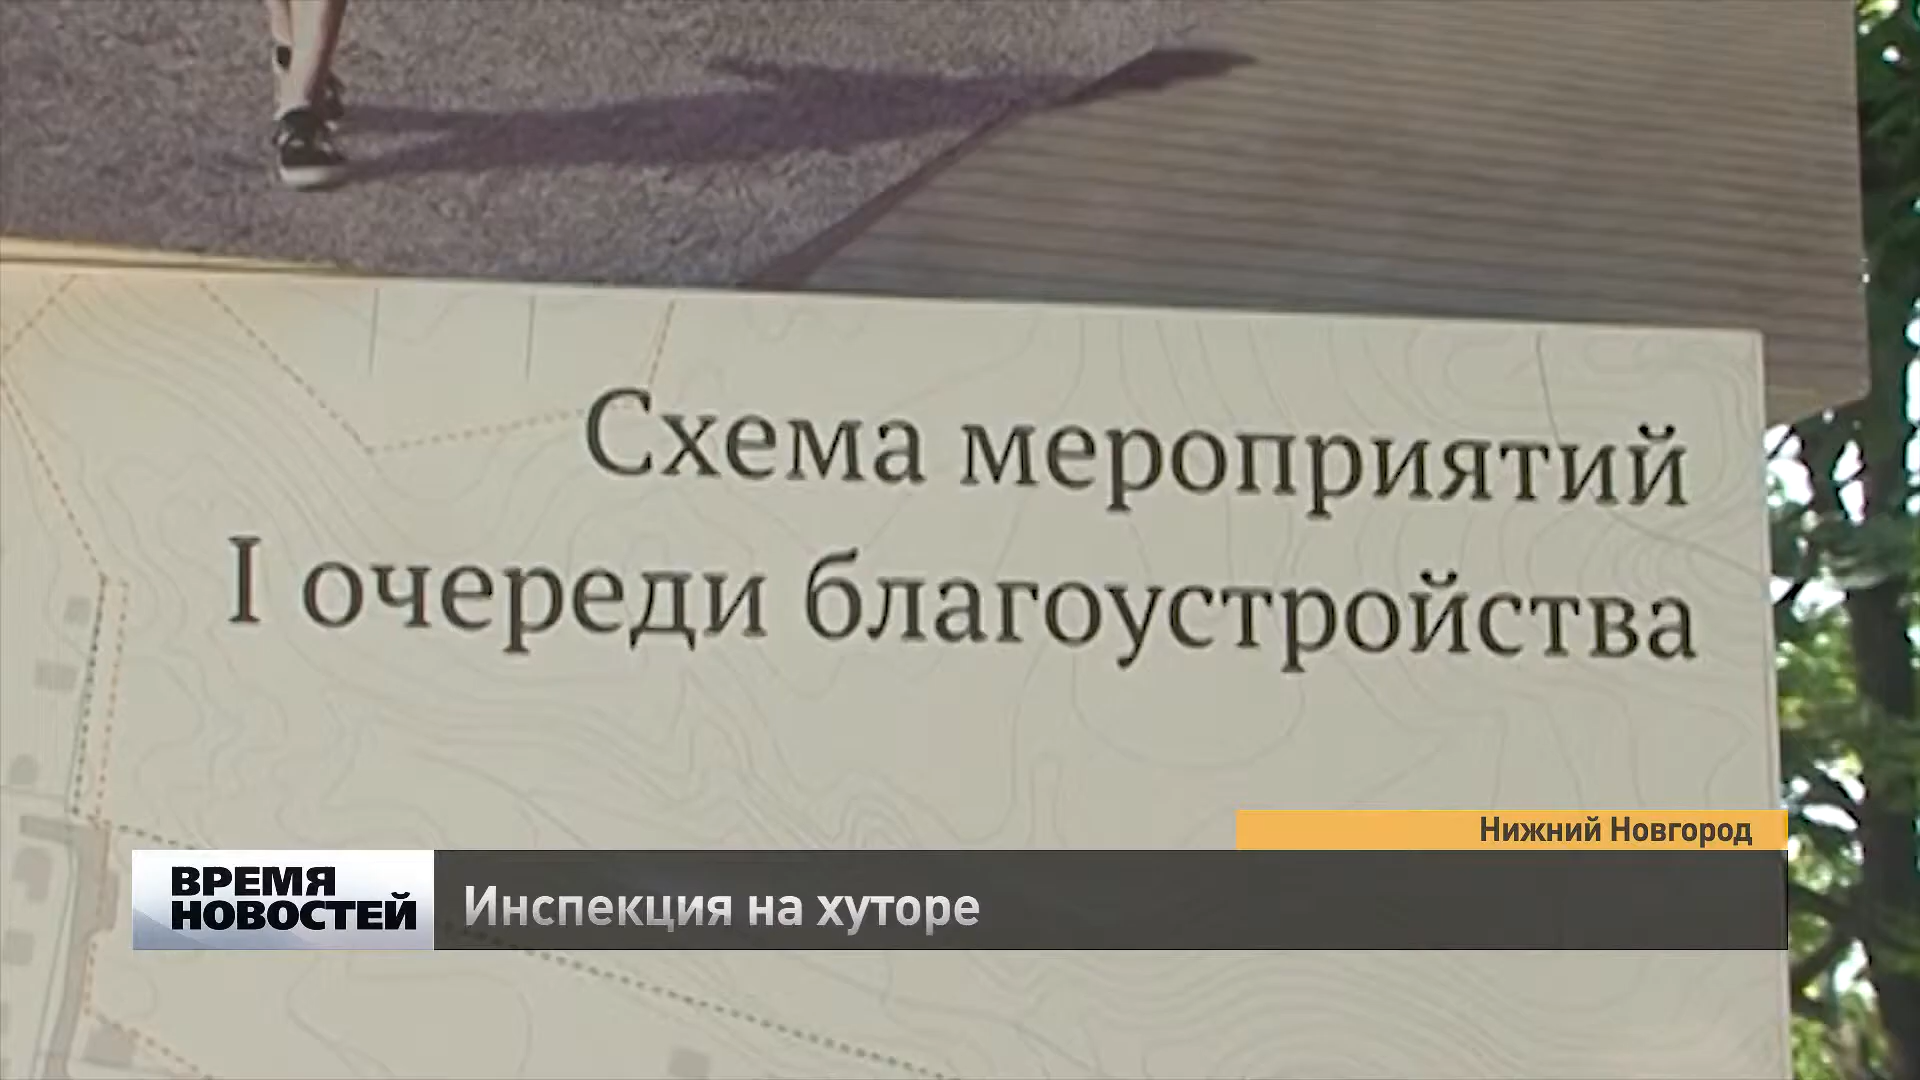 Схема мероприятий
I очереди благоустройства
Нижний Новгород
ВРЕМЯ
НОВОСТЕЙ
Инспекция на хуторе